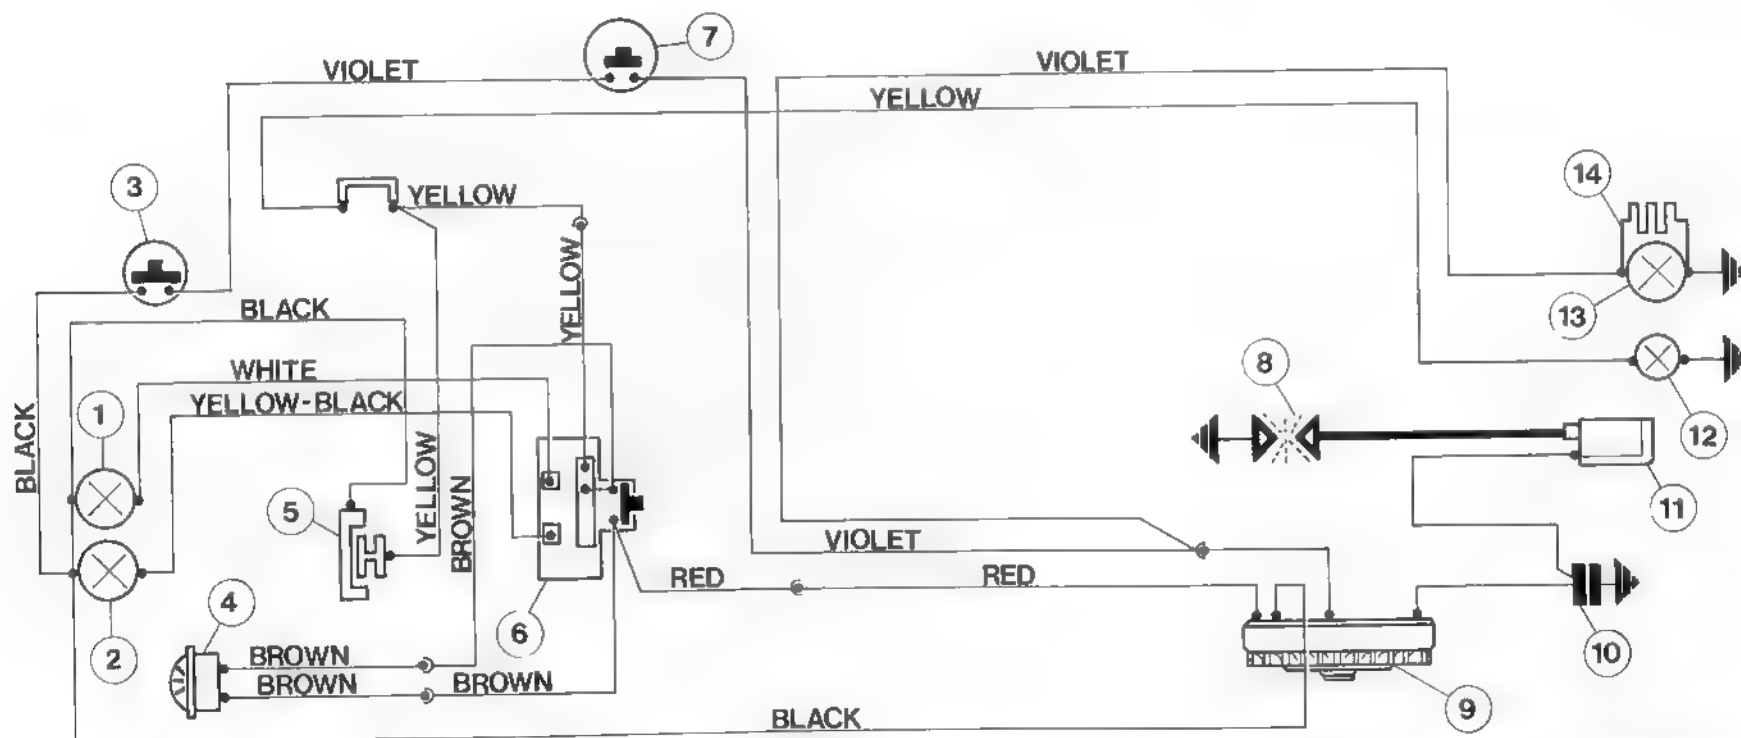 7
VIOLET
VIOLET
YELLOW
3
YELLOW
14
YELLOW
BLACK
13
WHITE
8
YELLOW-BLACK
1
BLACK
12
YELLOW
BROWN
5
11
VIOLET
RED
RED
4
6
2
BROWN
10
BROWN
BROWN
9
BLACK